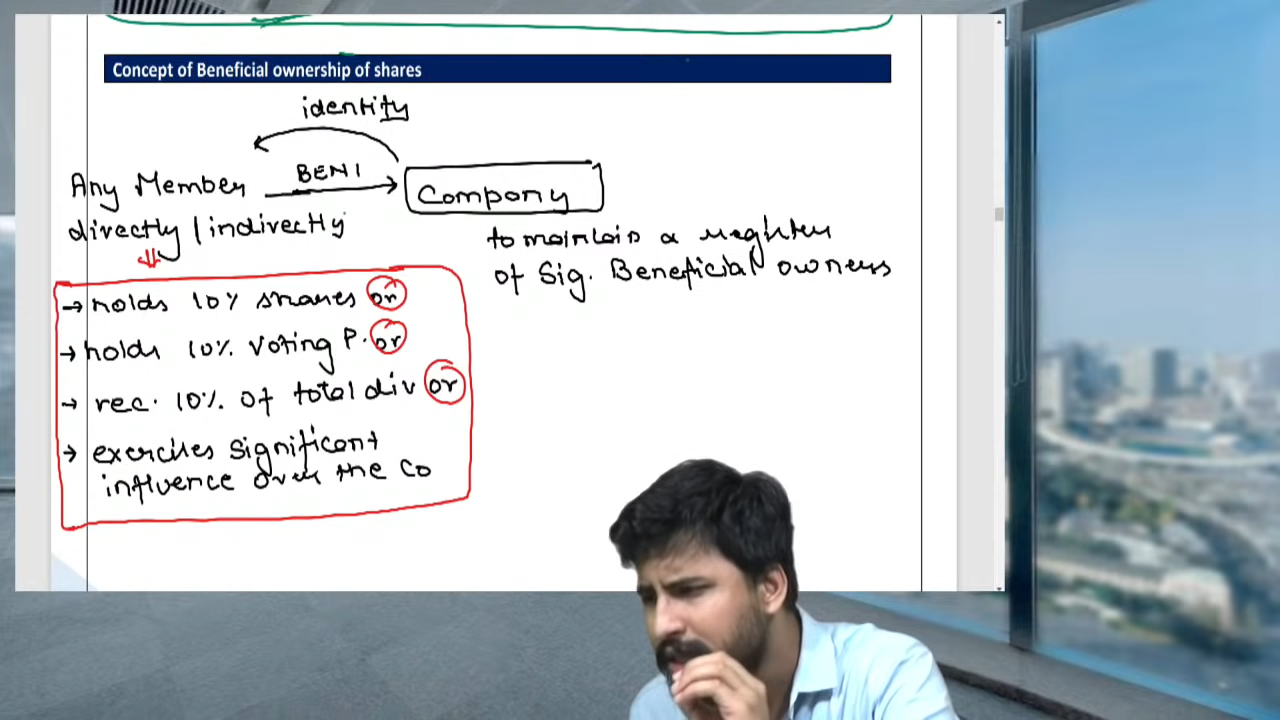 Concept of Beneficial ownership of shares
identity
BEN1
Any Member
Company
directly / indirectly
to maintain a register
of Sig. Beneficial owners
→ holds 10% shares or
→ holds 10% voting P. or
→ rec. 10% of total div or
→ exercises significant
influence over the Co